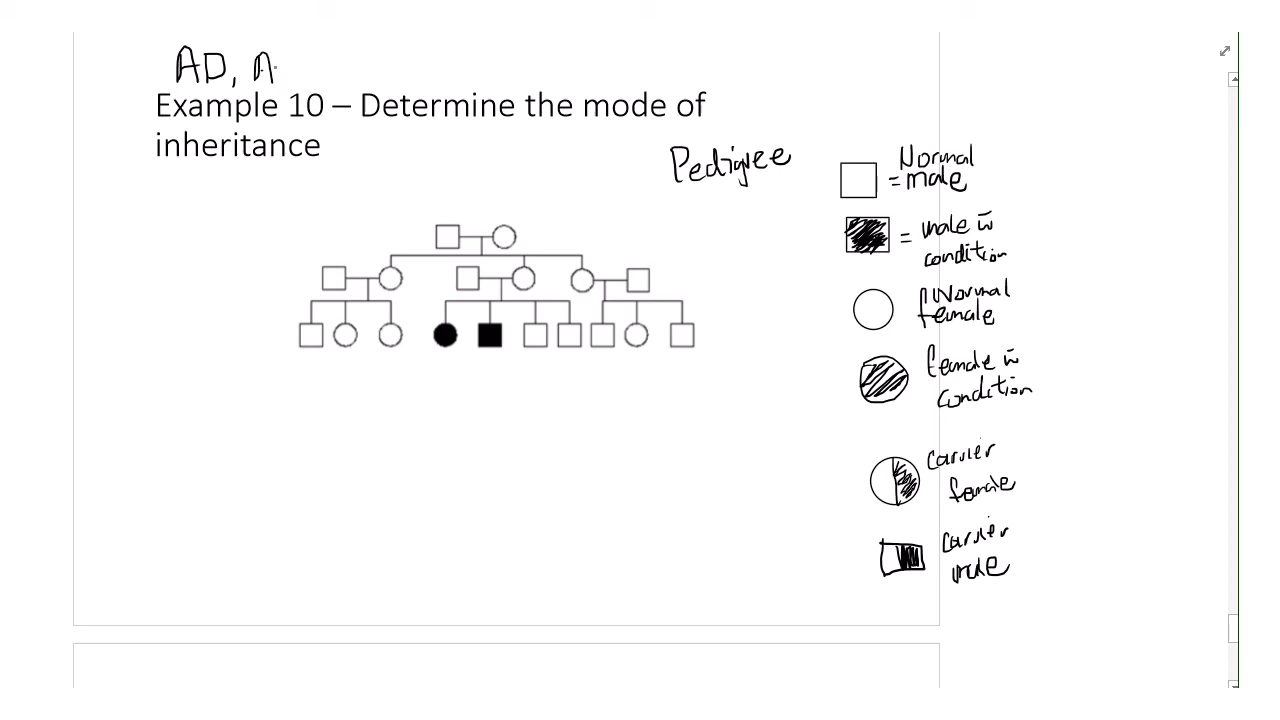 AD, A
Example 10 – Determine the mode of
inheritance
Pedigree
Normal
= male
= male w̄
condition
Normal
female
female w̄
condition
carrier
female
carrier
male